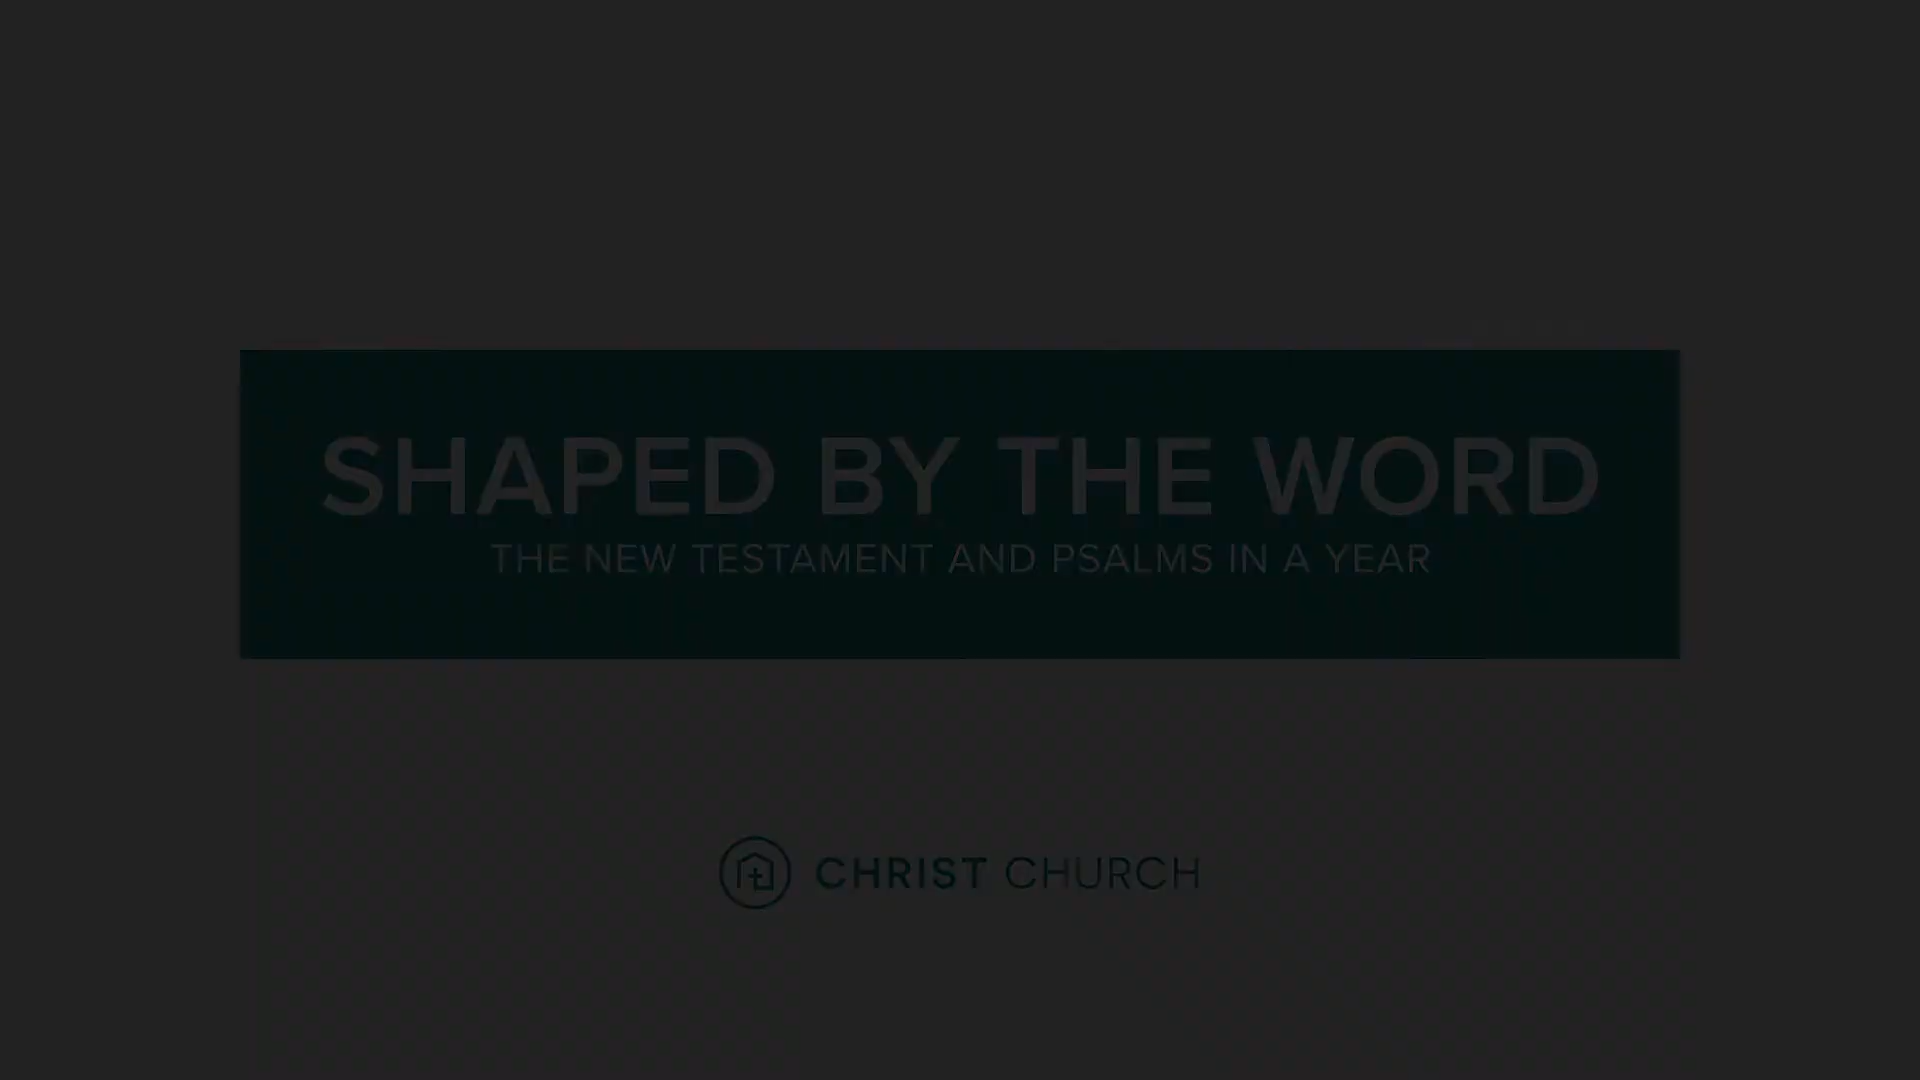 SHAPED BY THE WORD
THE NEW TESTAMENT AND PSALMS IN A YEAR
CHRIST CHURCH